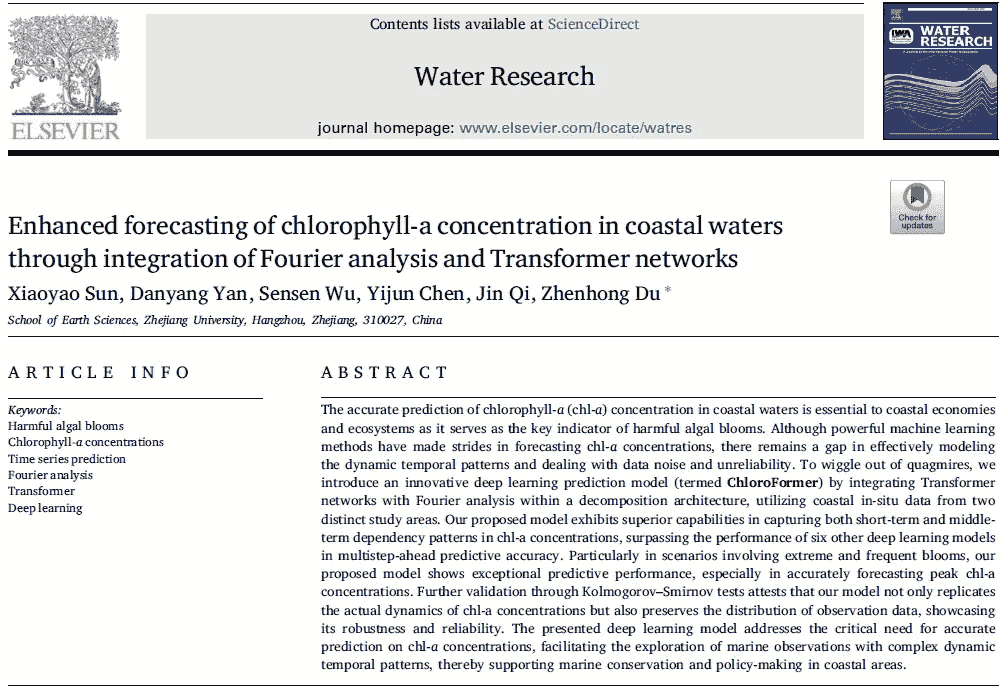 Contents lists available at ScienceDirect
Water Research
journal homepage: www.elsevier.com/locate/watres
ELSEVIER
IWA
WATER
RESEARCH
Check for
updates
Enhanced forecasting of chlorophyll-a concentration in coastal waters
through integration of Fourier analysis and Transformer networks
Xiaoyao Sun, Danyang Yan, Sensen Wu, Yijun Chen, Jin Qi, Zhenhong Du *
School of Earth Sciences, Zhejiang University, Hangzhou, Zhejiang, 310027, China
ARTICLE INFO
Keywords:
Harmful algal blooms
Chlorophyll-a concentrations
Time series prediction
Fourier analysis
Transformer
Deep learning
ABSTRACT
The accurate prediction of chlorophyll-a (chl-a) concentration in coastal waters is essential to coastal economies
and ecosystems as it serves as the key indicator of harmful algal blooms. Although powerful machine learning
methods have made strides in forecasting chl-a concentrations, there remains a gap in effectively modeling
the dynamic temporal patterns and dealing with data noise and unreliability. To wiggle out of quagmires, we
introduce an innovative deep learning prediction model (termed ChloroFormer) by integrating Transformer
networks with Fourier analysis within a decomposition architecture, utilizing coastal in-situ data from two
distinct study areas. Our proposed model exhibits superior capabilities in capturing both short-term and middle-
term dependency patterns in chl-a concentrations, surpassing the performance of six other deep learning models
in multistep-ahead predictive accuracy. Particularly in scenarios involving extreme and frequent blooms, our
proposed model shows exceptional predictive performance, especially in accurately forecasting peak chl-a
concentrations. Further validation through Kolmogorov–Smirnov tests attests that our model not only replicates
the actual dynamics of chl-a concentrations but also preserves the distribution of observation data, showcasing
its robustness and reliability. The presented deep learning model addresses the critical need for accurate
prediction on chl-a concentrations, facilitating the exploration of marine observations with complex dynamic
temporal patterns, thereby supporting marine conservation and policy-making in coastal areas.